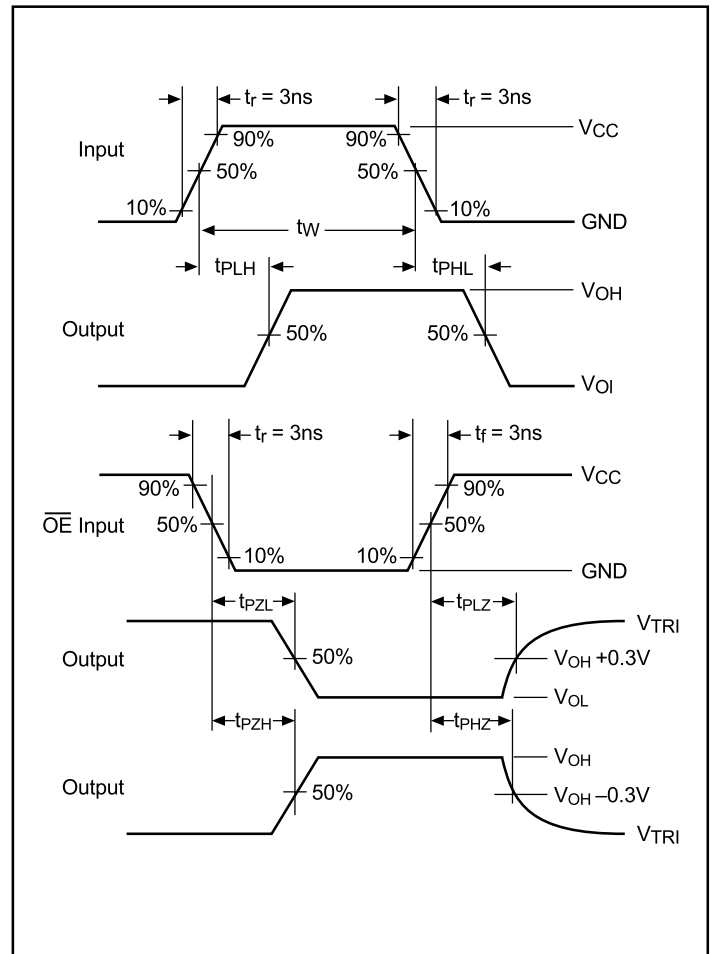 tr = 3ns tr = 3ns
VCC
90% 90%
Input
50% 50%
10% 10%
GND
tW
tPLH tPHL
VOH
Output
50% 50%
VOI
tr = 3ns tf = 3ns
VCC
90% 90%
OE Input 50% 50%
10% 10%
GND
tPZL tPLZ
VTRI
Output
50% VOH +0.3V
VOL
tPZH tPHZ
VOH
Output
50% VOH –0.3V
VTRI